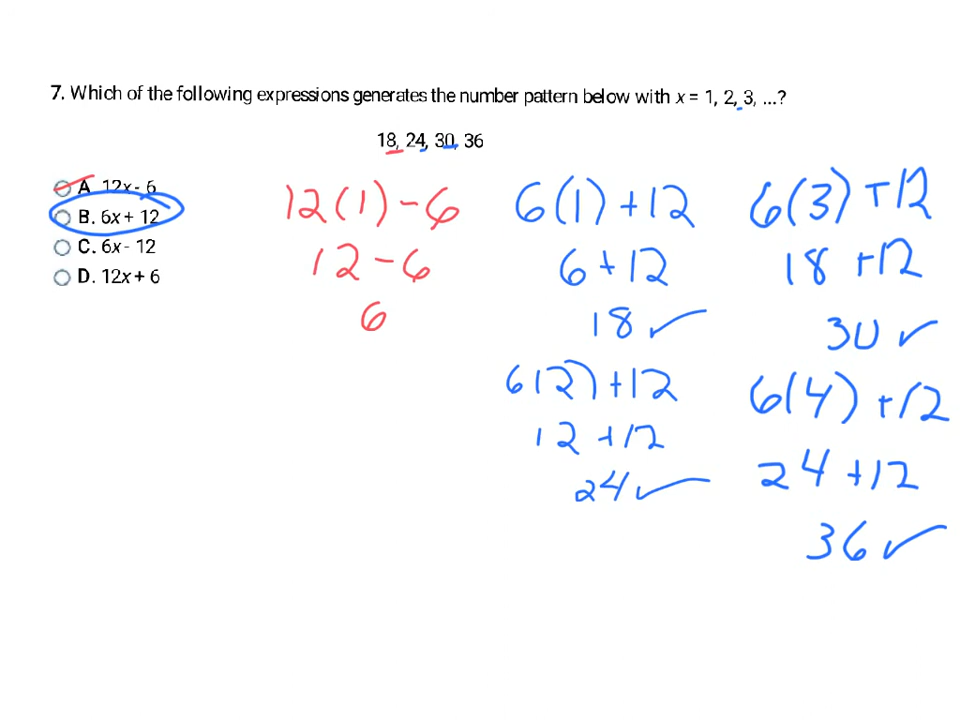 7. Which of the following expressions generates the number pattern below with x = 1, 2, 3, ...?
18, 24, 30, 36
A. 12x - 6
B. 6x + 12
C. 6x - 12
D. 12x + 6
12(1) - 6
12 - 6
6
6(1) + 12
6 + 12
18 ✓
6(2) + 12
12 + 12
24 ✓
6(3) + 12
18 + 12
30 ✓
6(4) + 12
24 + 12
36 ✓